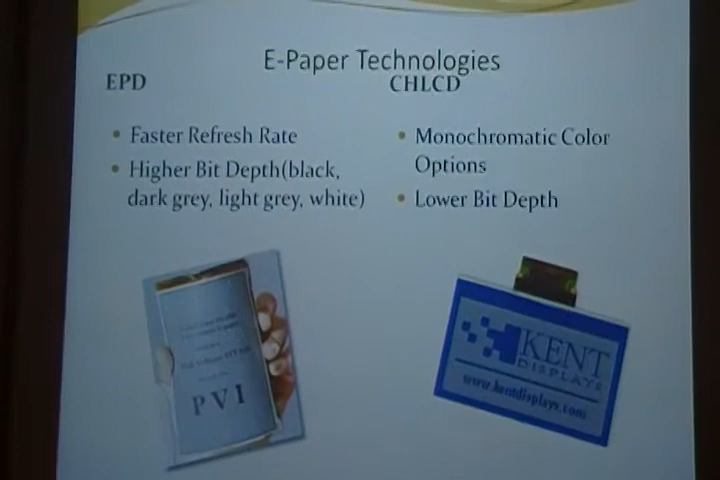 E-Paper Technologies
EPD
CHLCD
• Faster Refresh Rate
• Higher Bit Depth(black,
dark grey, light grey, white)
• Monochromatic Color
Options
• Lower Bit Depth
PVI
KENT
DISPLAYS
www.kentdisplays.com